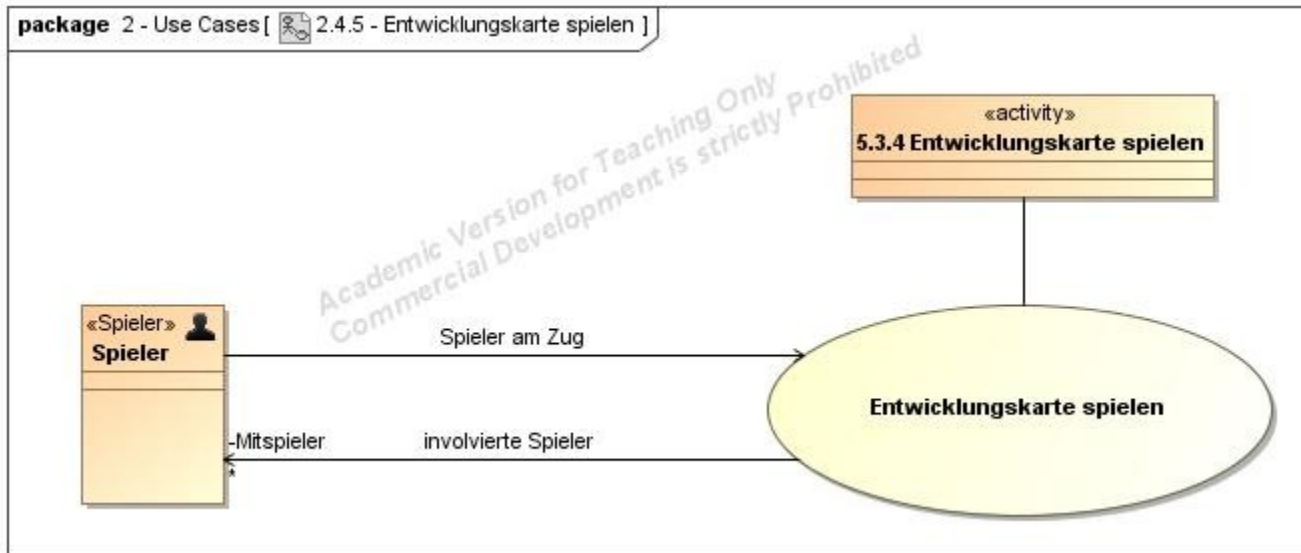 package 2 - Use Cases [ 2.4.5 - Entwicklungskarte spielen ]
Academic Version for Teaching Only
Commercial Development is strictly Prohibited
«activity»
5.3.4 Entwicklungskarte spielen
«Spieler»
Spieler
Spieler am Zug
Entwicklungskarte spielen
-Mitspieler
involvierte Spieler
*